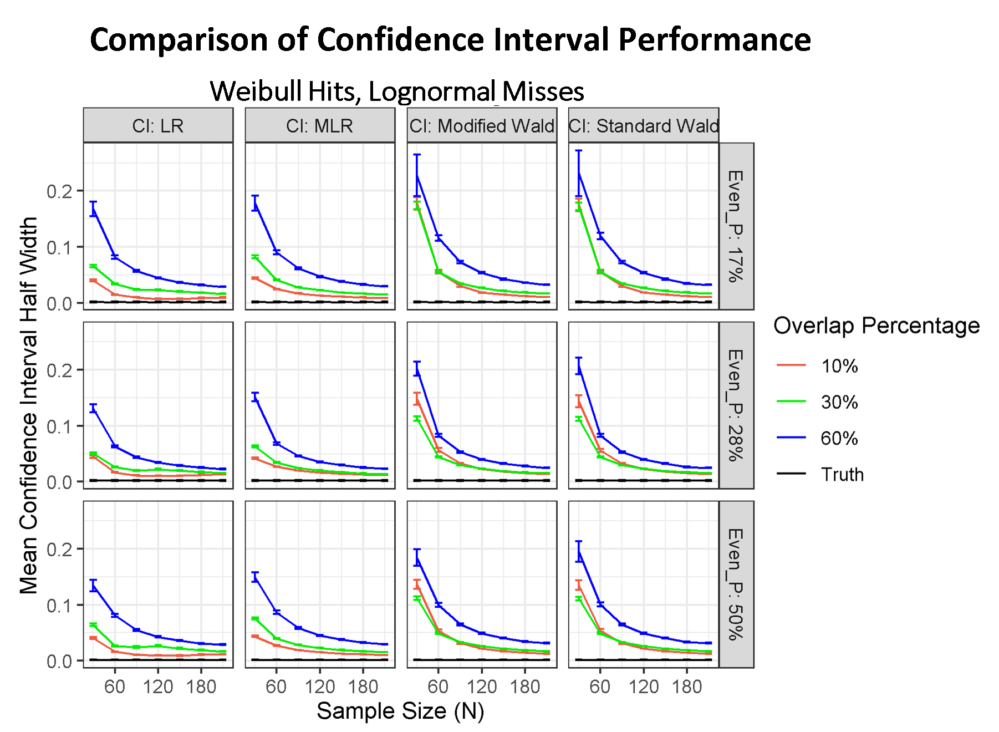 Comparison of Confidence Interval Performance
Weibull Hits, Lognormal Misses
CI: LR
CI: MLR
CI: Modified Wald
CI: Standard Wald
Mean Confidence Interval Half Width
0.2
0.1
0.0
Even_P: 17%
0.2
0.1
0.0
Even_P: 28%
0.2
0.1
0.0
Even_P: 50%
60 120 180
60 120 180
60 120 180
60 120 180
Sample Size (N)
Overlap Percentage
10%
30%
60%
Truth